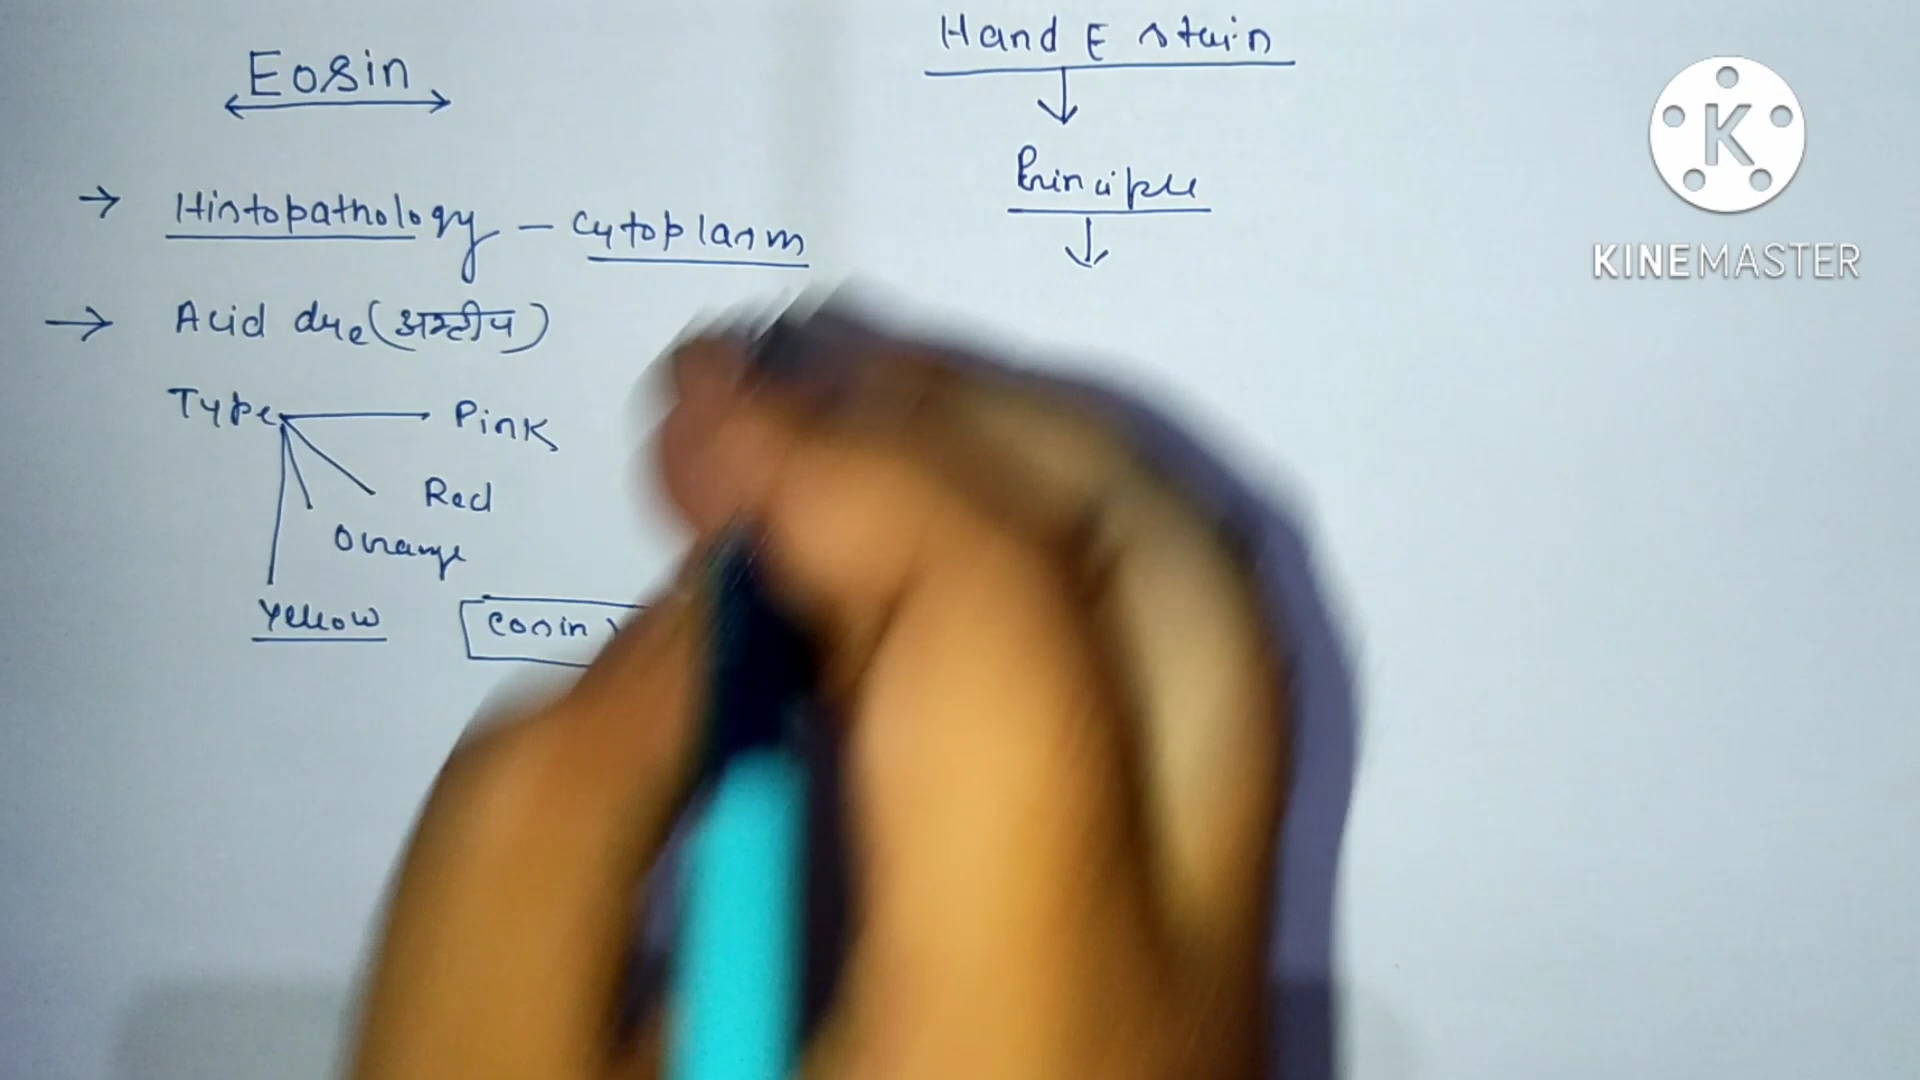 Eosin
→ Histopathology - Cytoplasm
→ Acid dye (अम्लीय)
Type
Pink
Red
Orange
Yellow
eosin
H and E stain
Principle
K
KINEMASTER